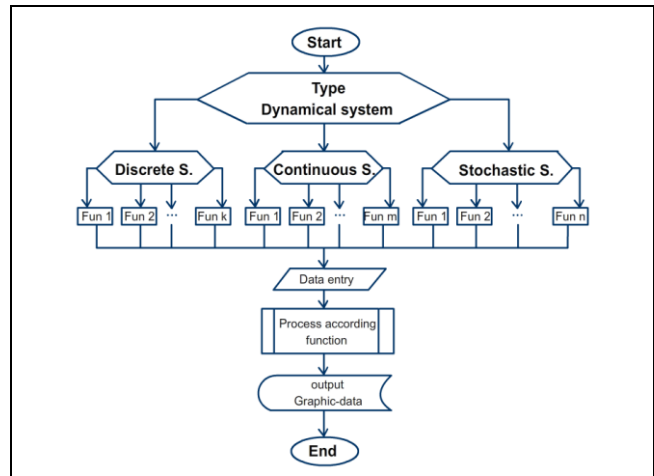 Start
Type
Dynamical system
Discrete S. Continuous S. Stochastic S.
Fun 1 Fun 2 ... Fun k Fun 1 Fun 2 ... Fun m Fun 1 Fun 2 ... Fun n
Data entry
Process according
function
output
Graphic-data
End